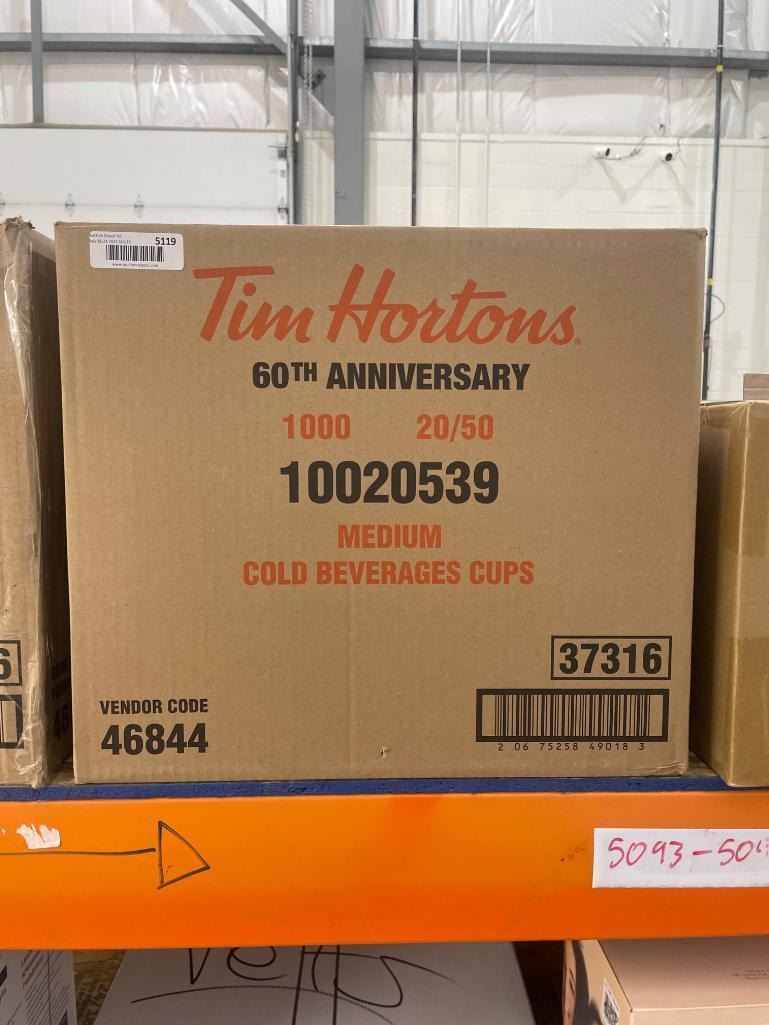 5119
Tim Hortons
60TH ANNIVERSARY
1000 20/50
10020539
MEDIUM
COLD BEVERAGES CUPS
37316
VENDOR CODE
46844
2 06 75258 49018 3
5093-50